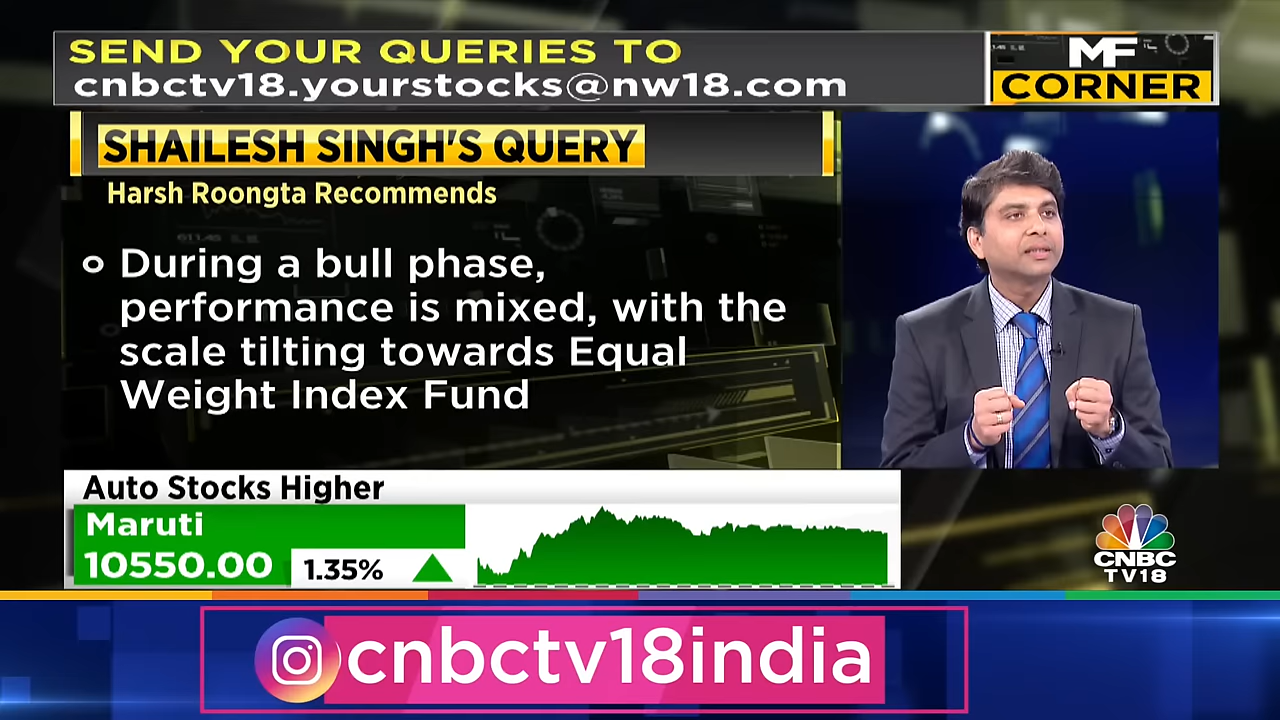 SEND YOUR QUERIES TO
cnbctv18.yourstocks@nw18.com
MF
CORNER
SHAILESH SINGH'S QUERY
Harsh Roongta Recommends
During a bull phase,
performance is mixed, with the
scale tilting towards Equal
Weight Index Fund
Auto Stocks Higher
Maruti
10550.00 1.35%
CNBC
TV18
cnbctv18india